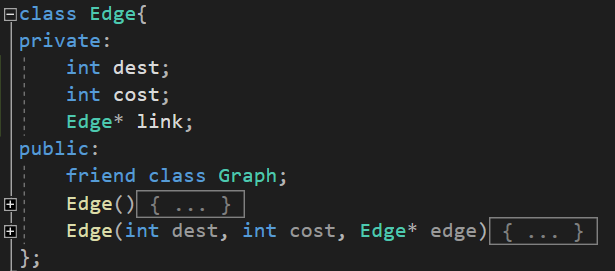 class Edge{
private:
    int dest;
    int cost;
    Edge* link;
public:
    friend class Graph;
    Edge() { ... }
    Edge(int dest, int cost, Edge* edge) { ... }
};